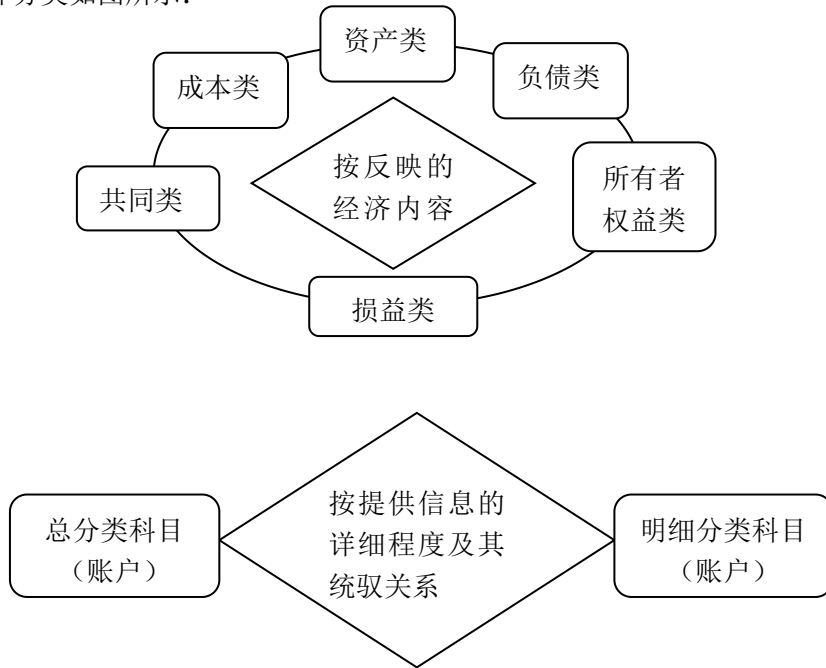 资产类
成本类
负债类
按反映的
经济内容
共同类
所有者
权益类
损益类
按提供信息的
详细程度及其
统驭关系
总分类科目
（账户）
明细分类科目
（账户）